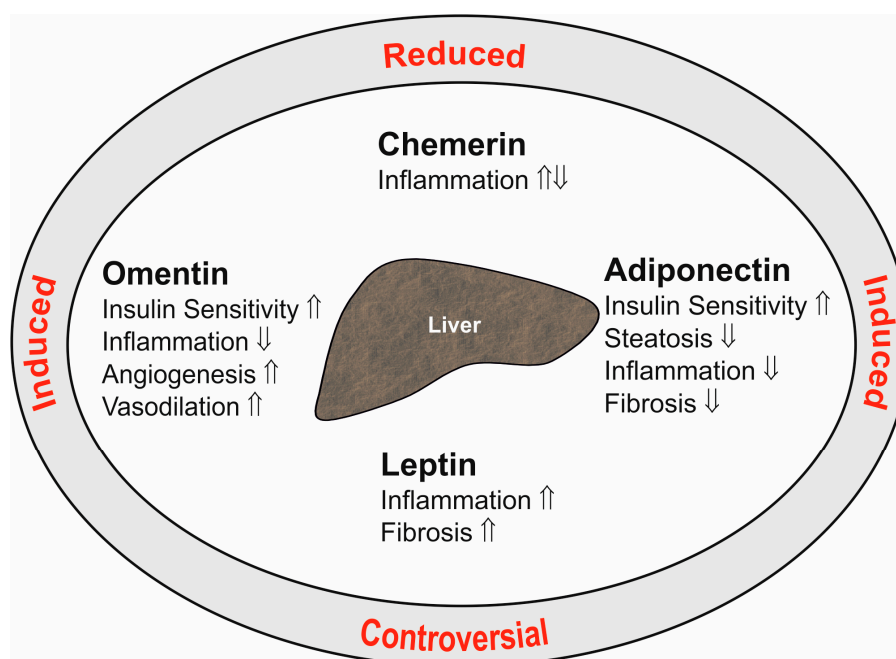 Reduced
Chemerin
Inflammation ⇑⇓
Induced
Omentin
Insulin Sensitivity ⇑
Inflammation ⇓
Angiogenesis ⇑
Vasodilation ⇑
Liver
Adiponectin
Insulin Sensitivity ⇑
Steatosis ⇓
Inflammation ⇓
Fibrosis ⇓
Induced
Leptin
Inflammation ⇑
Fibrosis ⇑
Controversial